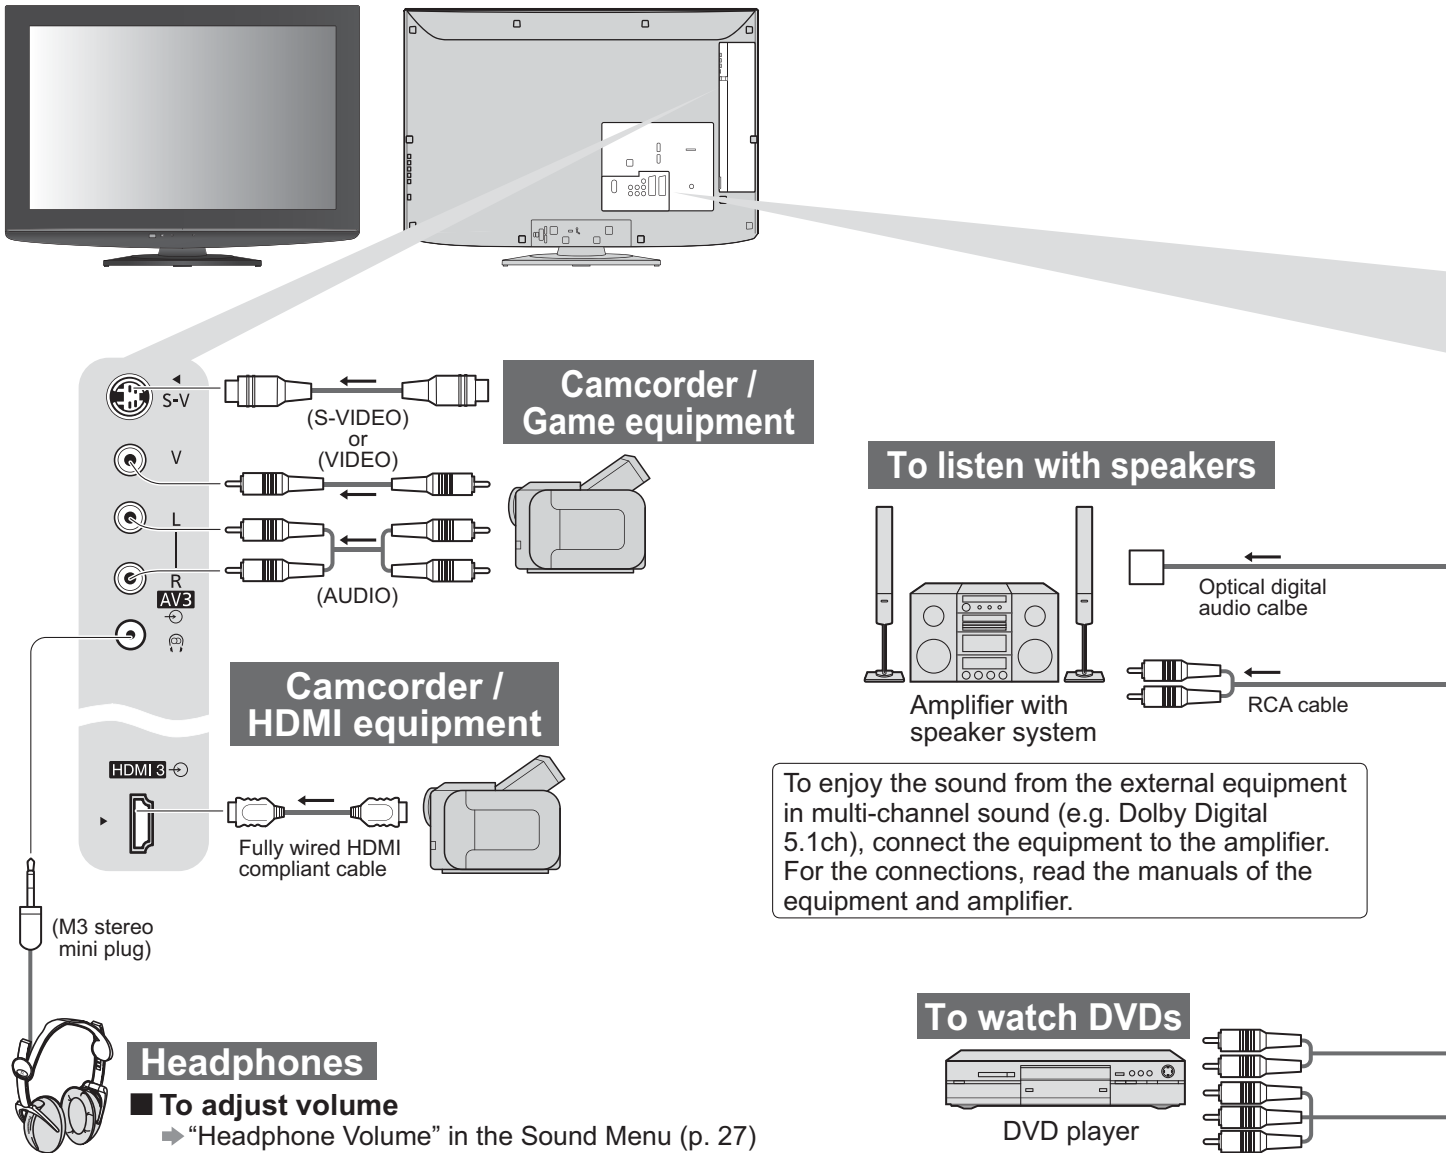 S-V
V
L
R
AV3
(S-VIDEO)
or
(VIDEO)
(AUDIO)
Camcorder /
Game equipment
Camcorder /
HDMI equipment
HDMI 3
Fully wired HDMI
compliant cable
(M3 stereo
mini plug)
Headphones
■ To adjust volume
"Headphone Volume" in the Sound Menu (p. 27)
To listen with speakers
Optical digital
audio calbe
Amplifier with
speaker system
RCA cable
To enjoy the sound from the external equipment
in multi-channel sound (e.g. Dolby Digital
5.1ch), connect the equipment to the amplifier.
For the connections, read the manuals of the
equipment and amplifier.
To watch DVDs
DVD player